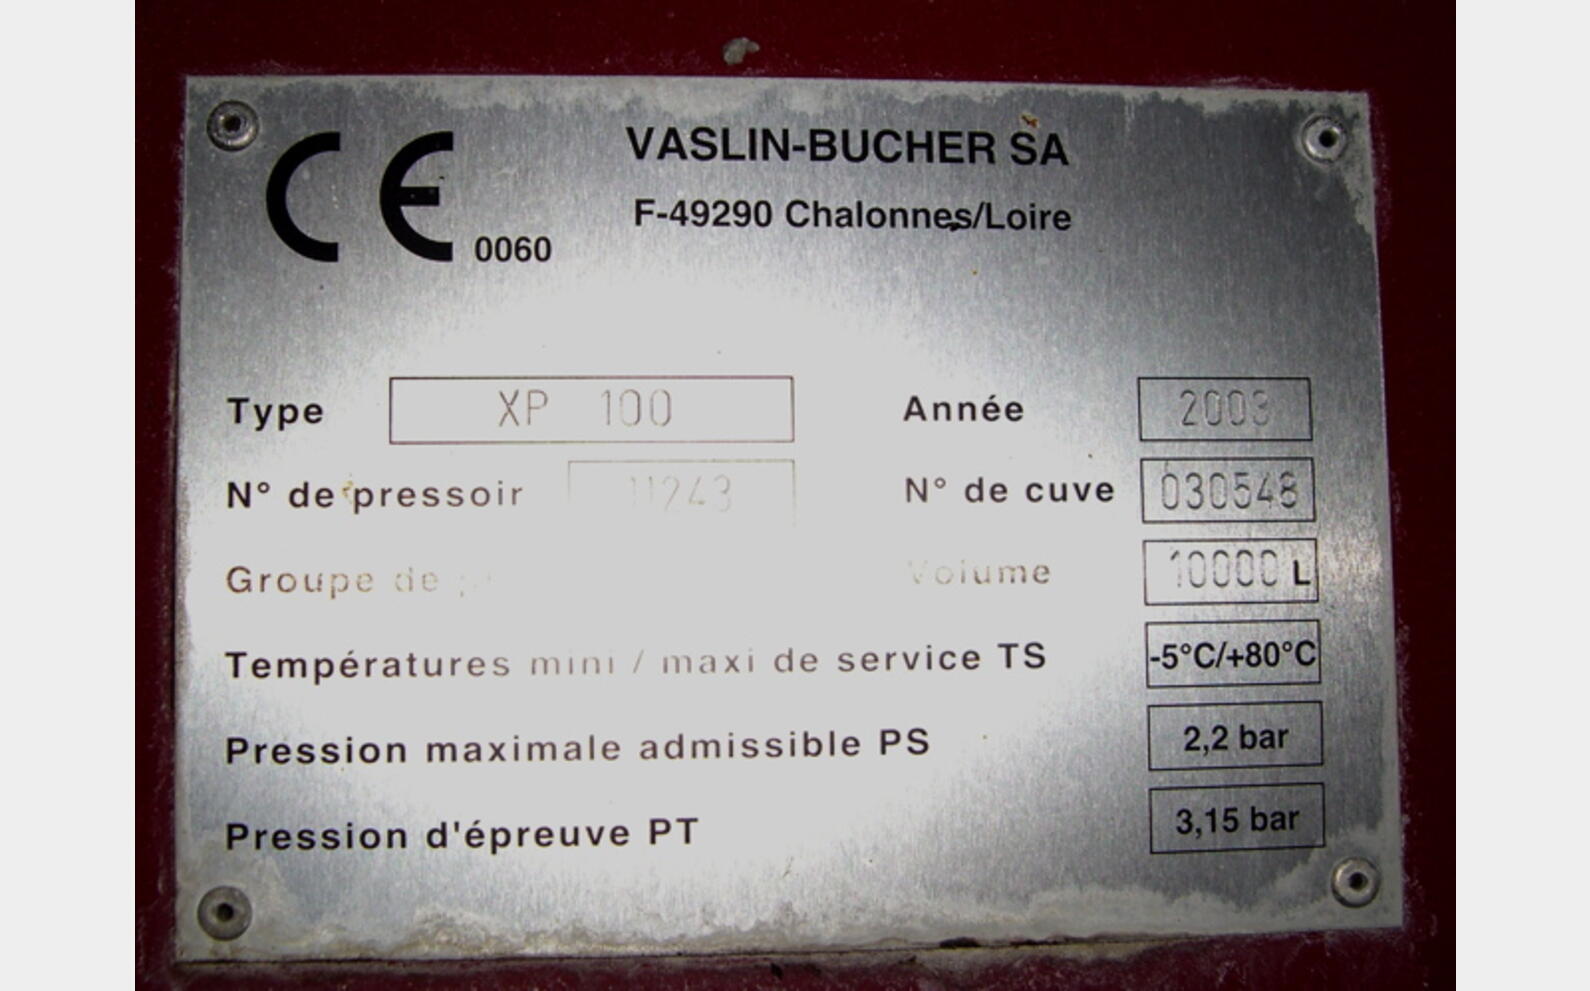 CE 0060
VASLIN-BUCHER SA
F-49290 Chalonnes/Loire
Type XP 100 Année 2003
N° de pressoir 11243 N° de cuve 030548
Groupe de Volume 10000 L
Températures mini / maxi de service TS -5°C/+80°C
Pression maximale admissible PS 2,2 bar
Pression d'épreuve PT 3,15 bar